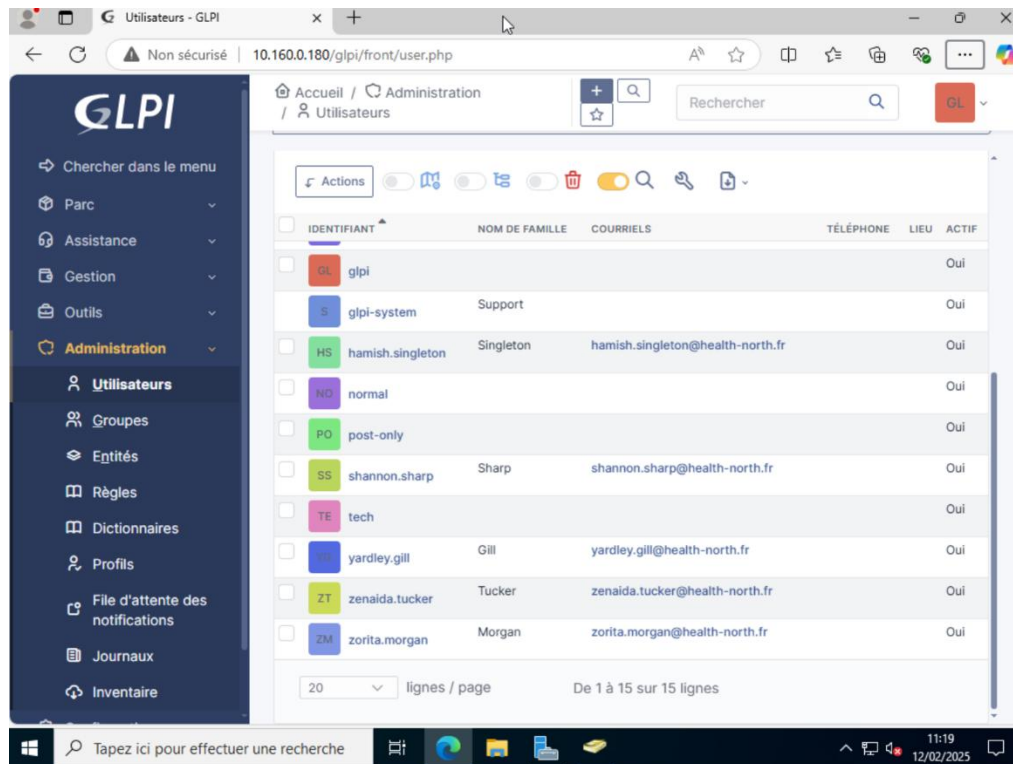 Utilisateurs - GLPI
Non sécurisé 10.160.0.180/glpi/front/user.php
GLPI
Chercher dans le menu
Parc
Assistance
Gestion
Outils
Administration
Utilisateurs
Groupes
Entités
Règles
Dictionnaires
Profils
File d'attente des
notifications
Journaux
Inventaire
Accueil / Administration
/ Utilisateurs
Rechercher
GL
Actions
IDENTIFIANT NOM DE FAMILLE COURRIELS TÉLÉPHONE LIEU ACTIF
GL glpi Oui
S glpi-system Support Oui
HS hamish.singleton Singleton hamish.singleton@health-north.fr Oui
NO normal Oui
PO post-only Oui
SS shannon.sharp Sharp shannon.sharp@health-north.fr Oui
TE tech Oui
yardley.gill Gill yardley.gill@health-north.fr Oui
ZT zenaida.tucker Tucker zenaida.tucker@health-north.fr Oui
ZM zorita.morgan Morgan zorita.morgan@health-north.fr Oui
20 lignes / page De 1 à 15 sur 15 lignes
Tapez ici pour effectuer une recherche
11:19
12/02/2025